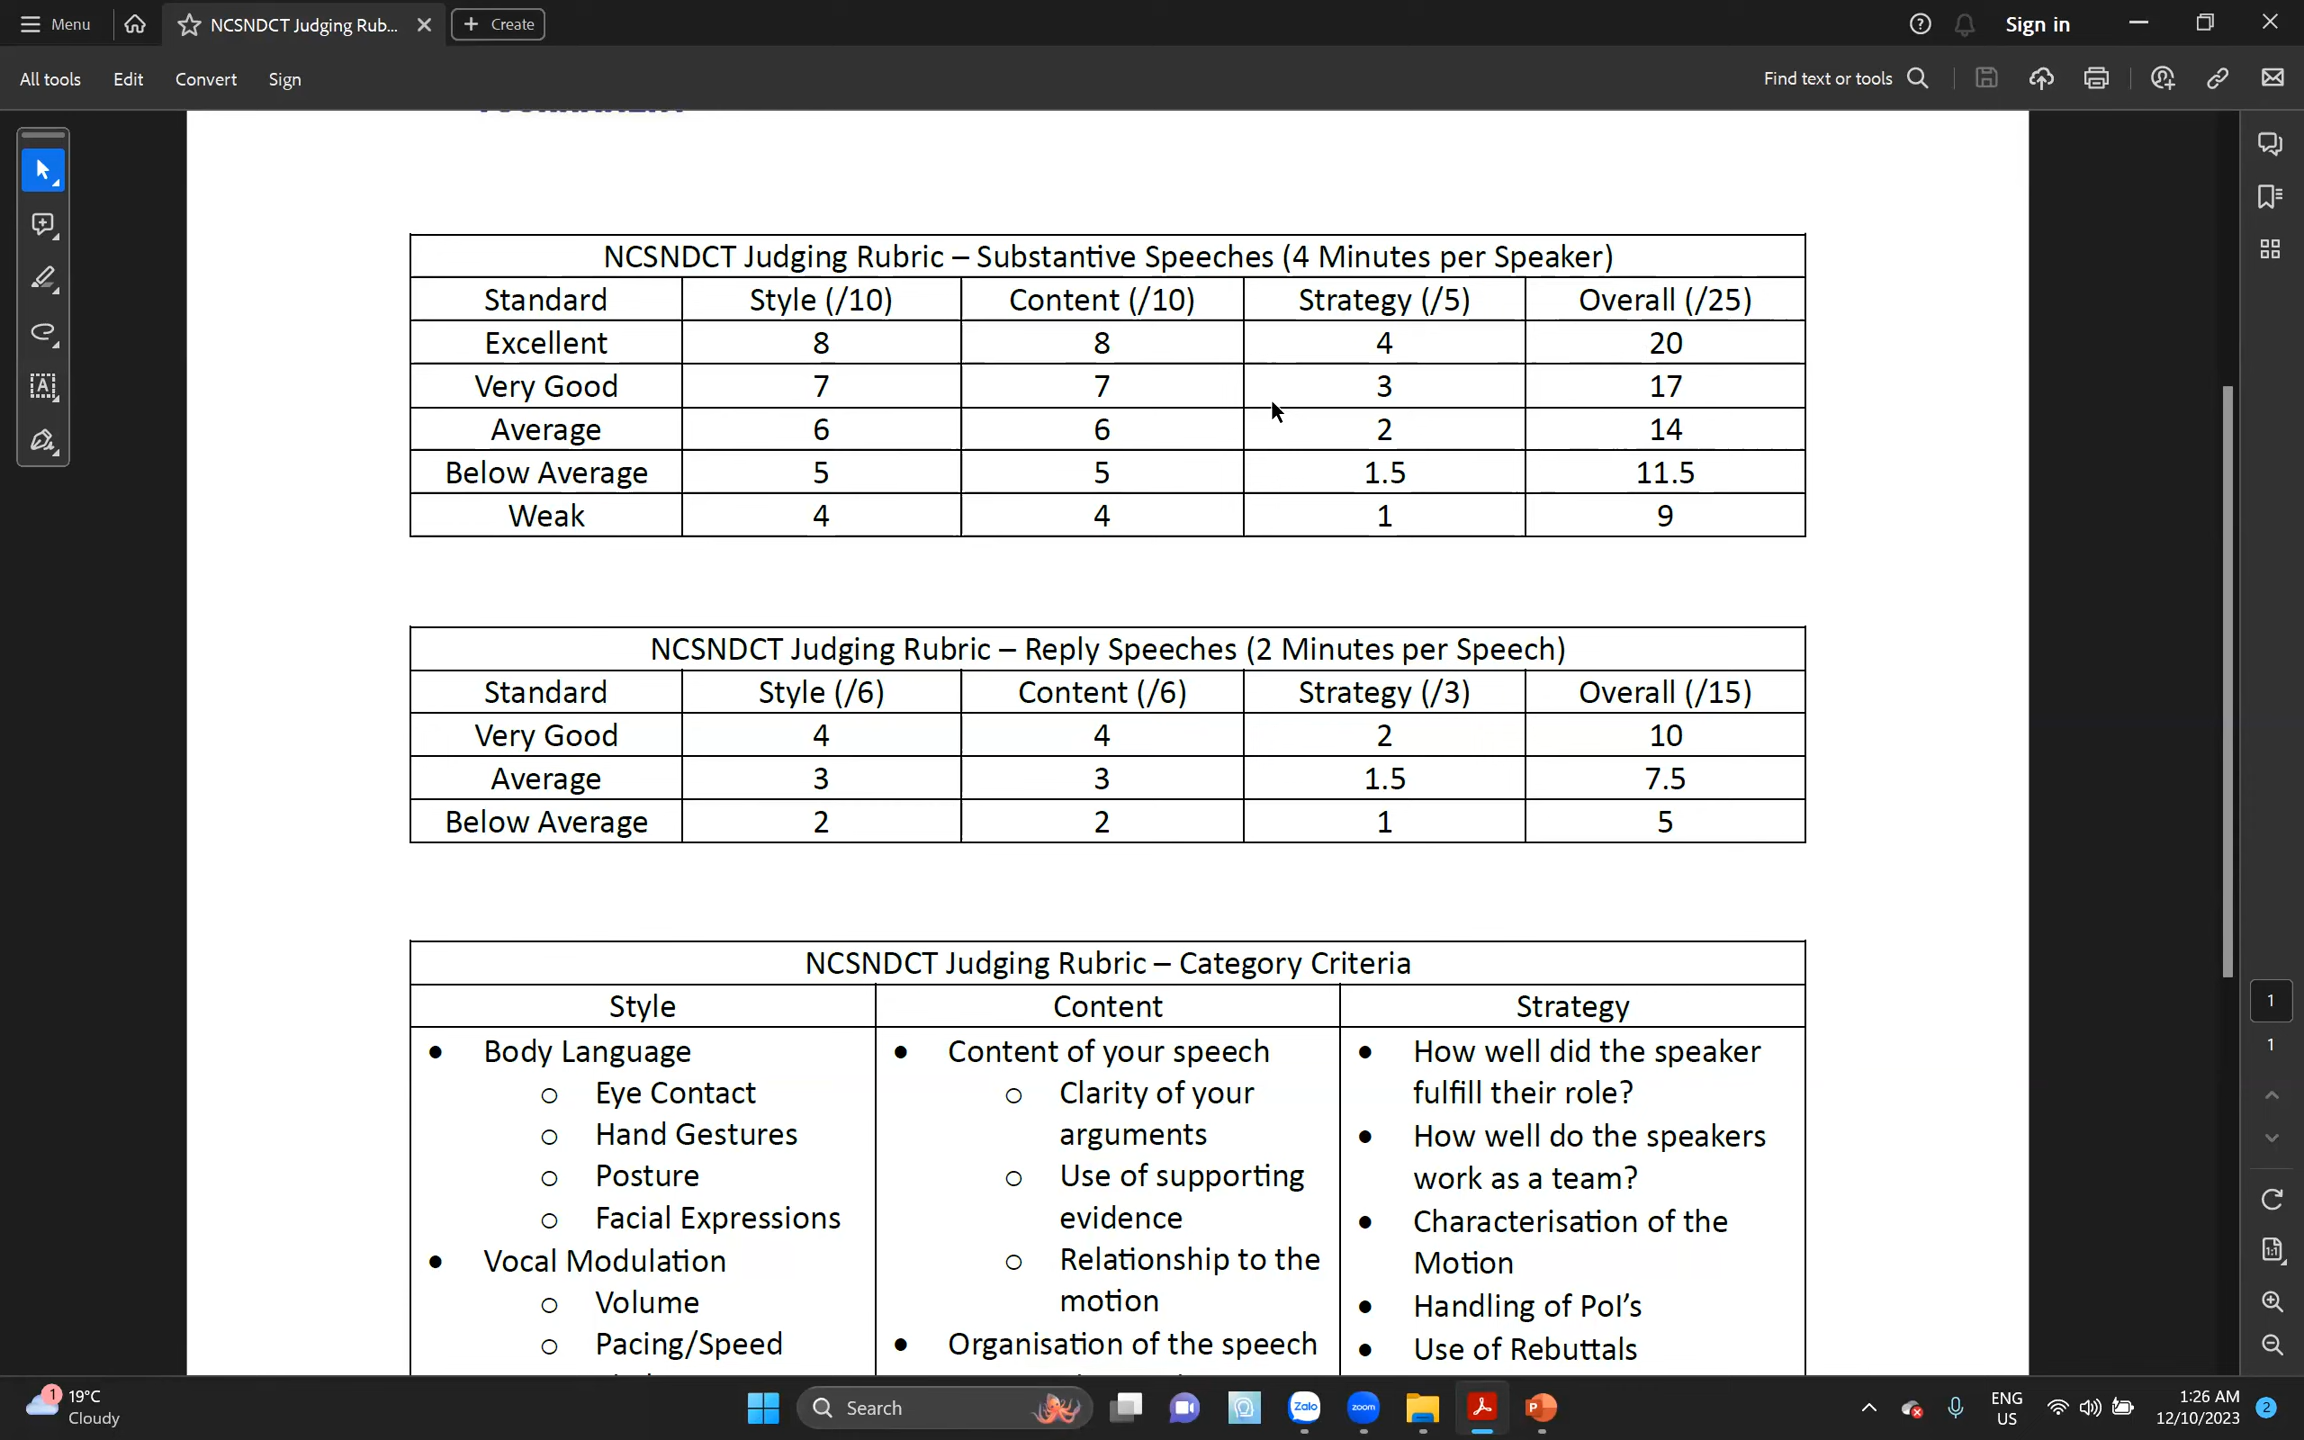 Menu
NCSNDCT Judging Rub...
Create
Sign in
All tools Edit Convert Sign
Find text or tools
NCSNDCT Judging Rubric – Substantive Speeches (4 Minutes per Speaker)
Standard Style (/10) Content (/10) Strategy (/5) Overall (/25)
Excellent 8 8 4 20
Very Good 7 7 3 17
Average 6 6 2 14
Below Average 5 5 1.5 11.5
Weak 4 4 1 9
NCSNDCT Judging Rubric – Reply Speeches (2 Minutes per Speech)
Standard Style (/6) Content (/6) Strategy (/3) Overall (/15)
Very Good 4 4 2 10
Average 3 3 1.5 7.5
Below Average 2 2 1 5
NCSNDCT Judging Rubric – Category Criteria
Style Content Strategy
Body Language
Eye Contact
Hand Gestures
Posture
Facial Expressions
Vocal Modulation
Volume
Pacing/Speed
Content of your speech
Clarity of your
arguments
Use of supporting
evidence
Relationship to the
motion
Organisation of the speech
How well did the speaker
fulfill their role?
How well do the speakers
work as a team?
Characterisation of the
Motion
Handling of PoI's
Use of Rebuttals
1
1
1
19°C
Cloudy
Search
Zalo
zoom
ENG
US
1:26 AM
12/10/2023
2